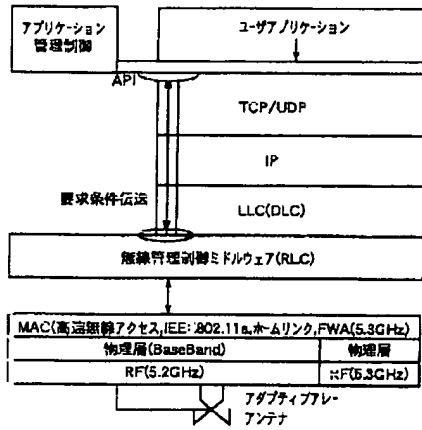 アプリケーション
管理制御
ユーザアプリケーション
API
TCP/UDP
IP
要求条件伝送
LLC(DLC)
無線管理制御ミドルウェア(RLC)
MAC(高速無線アクセス,IEEE:802.11a,ホームリンク,FWA(5.3GHz)
物理層(BaseBand)
物理層
RF(5.2GHz)
RF(5.3GHz)
アダプティブアレー
アンテナ